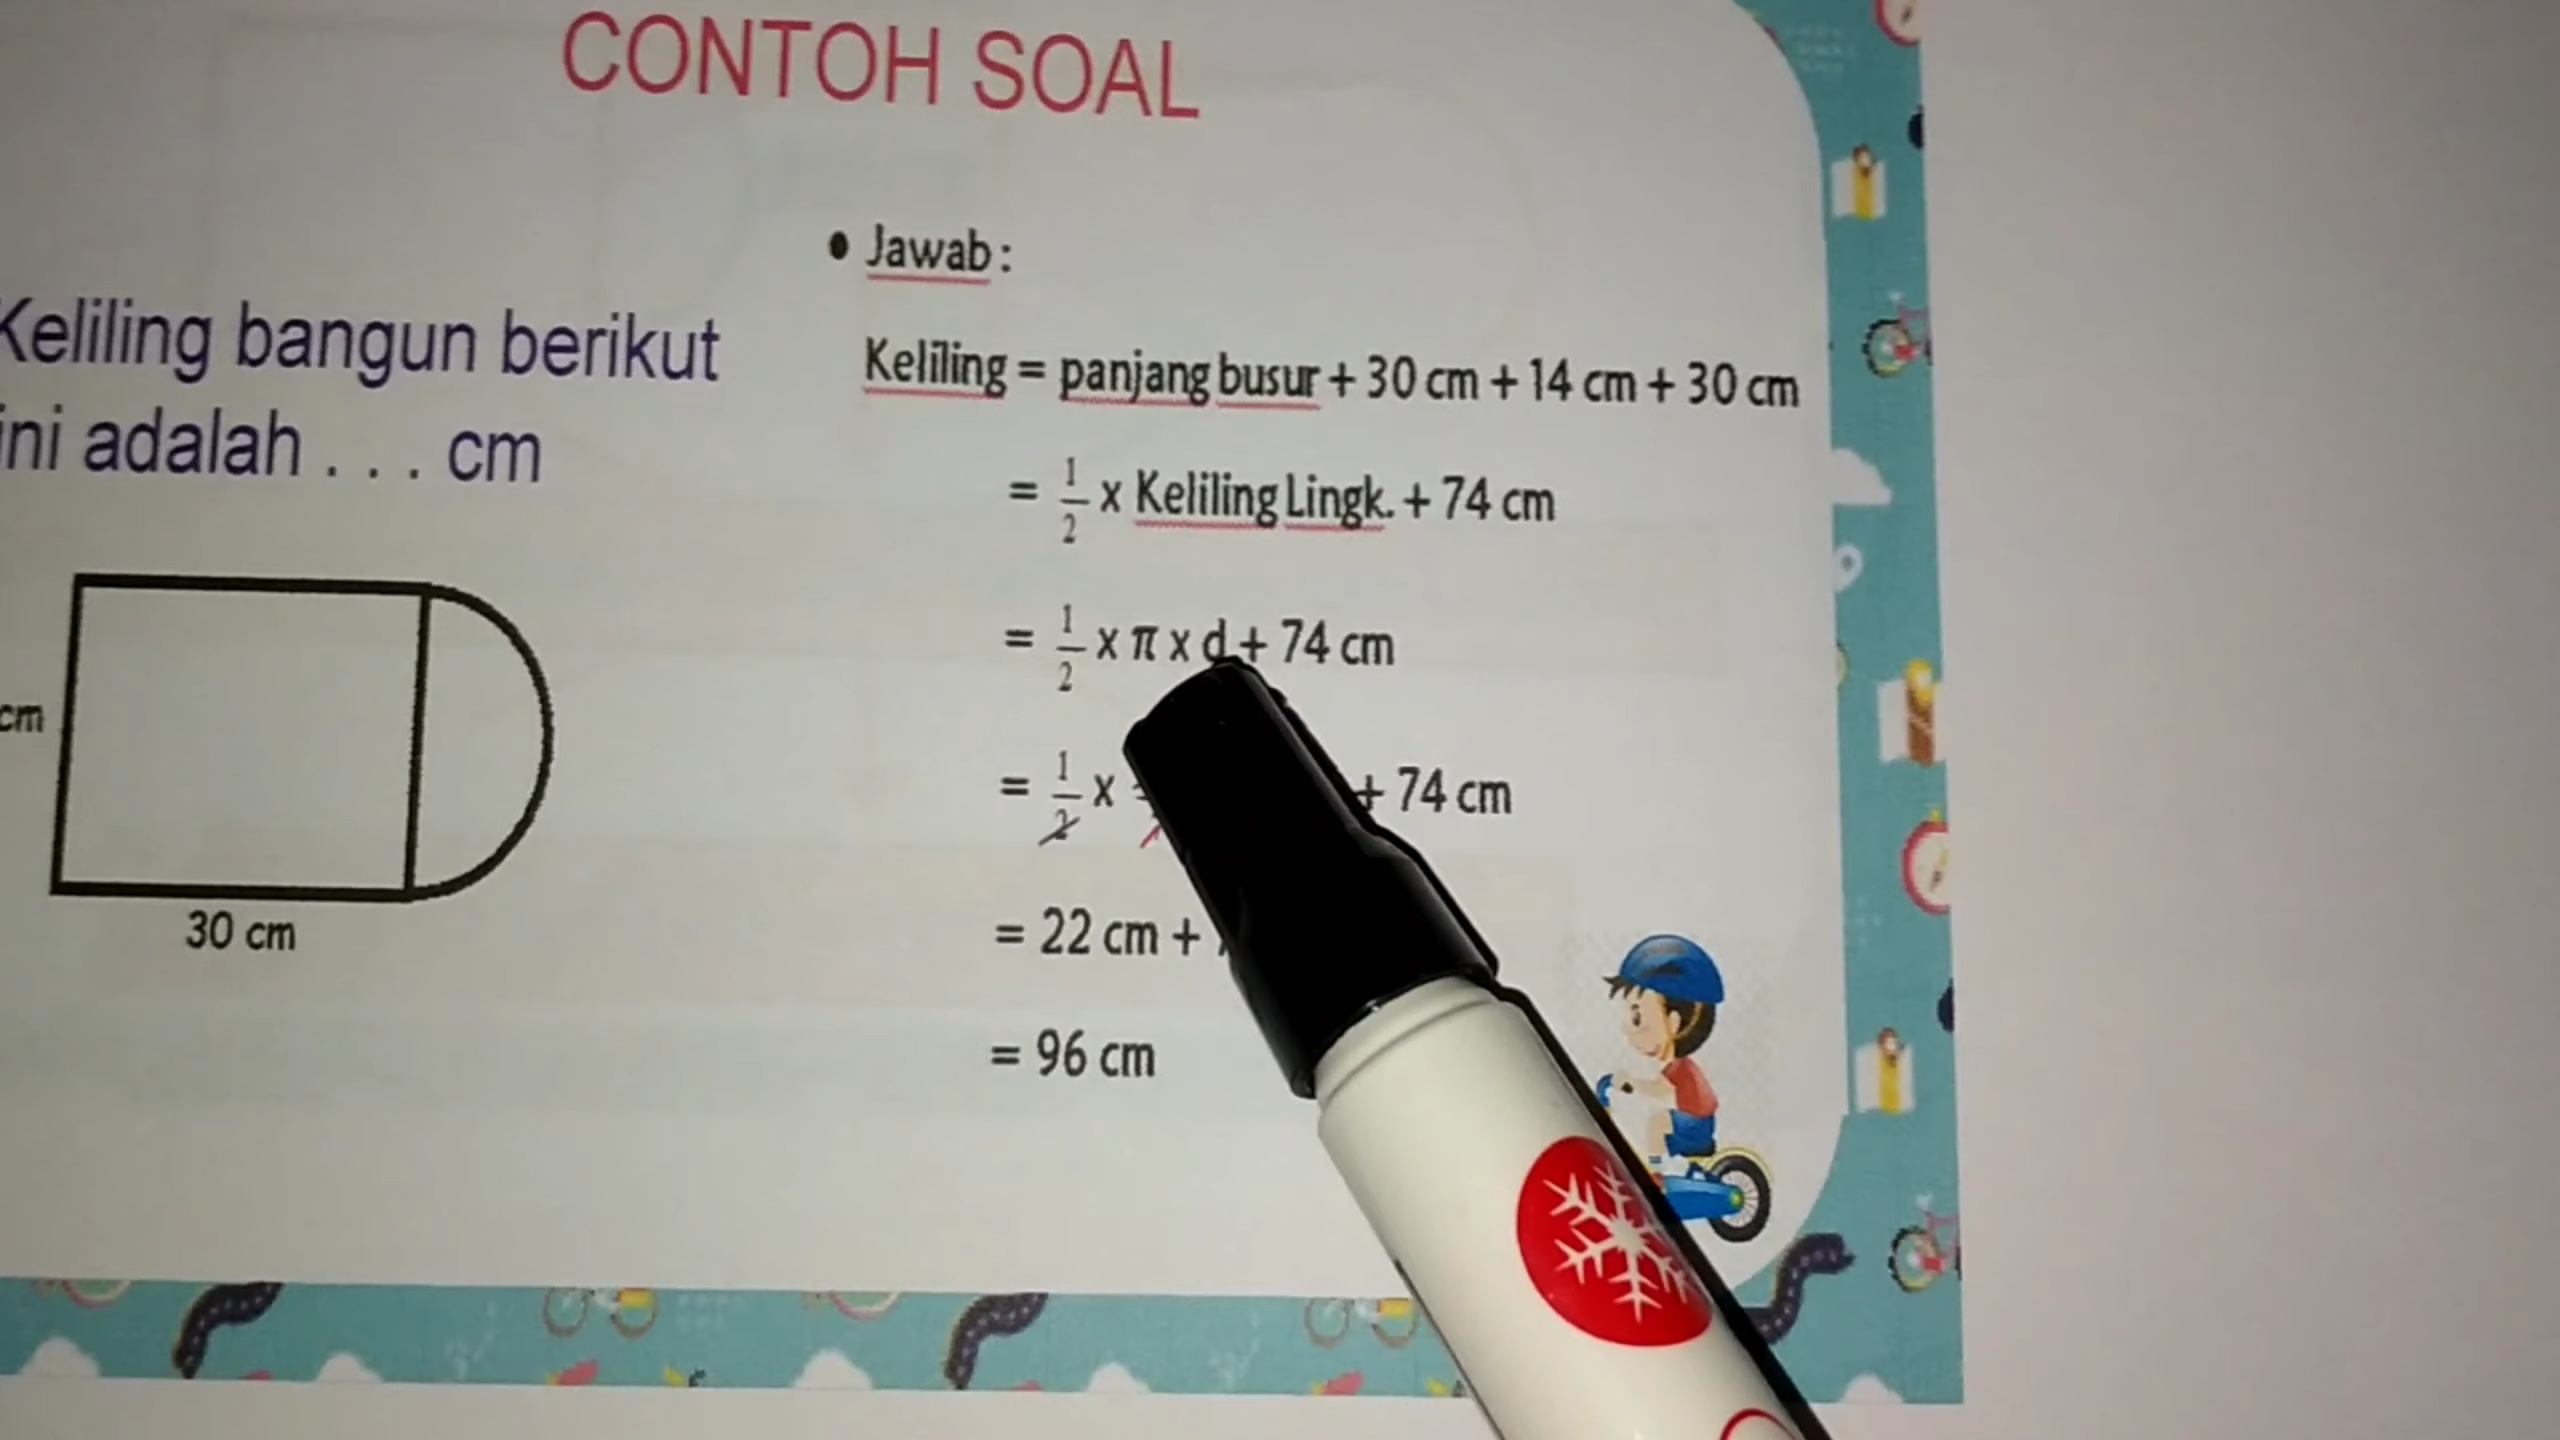 CONTOH SOAL
Keliling bangun berikut
ini adalah . . . cm
cm
30 cm
• Jawab :
Keliling = panjang busur + 30 cm + 14 cm + 30 cm
= 1/2 x Keliling Lingk. + 74 cm
= 1/2 x π x d + 74 cm
= 1/2 x + 74 cm
= 22 cm +
= 96 cm